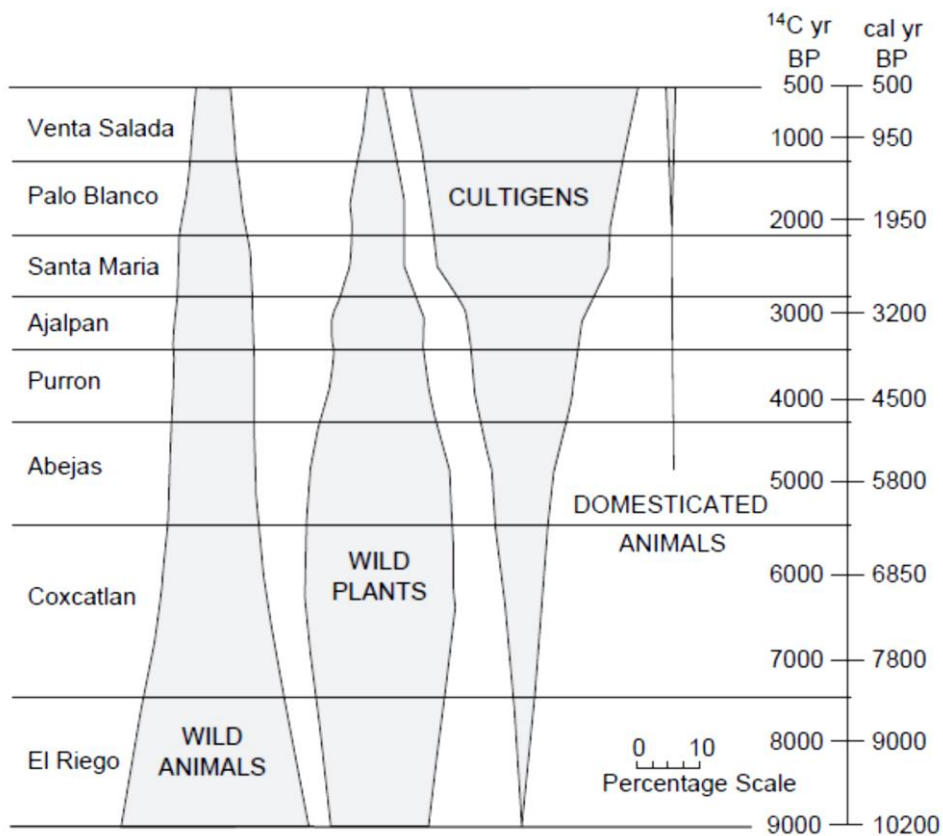 ¹⁴C yr BP
cal yr BP
500 500
Venta Salada
1000 950
Palo Blanco
CULTIGENS
2000 1950
Santa Maria
3000 3200
Ajalpan
Purron
4000 4500
Abejas
5000 5800
DOMESTICATED
ANIMALS
WILD
PLANTS
6000 6850
Coxcatlan
7000 7800
WILD
ANIMALS
8000 9000
El Riego
0 10
Percentage Scale
9000 10200